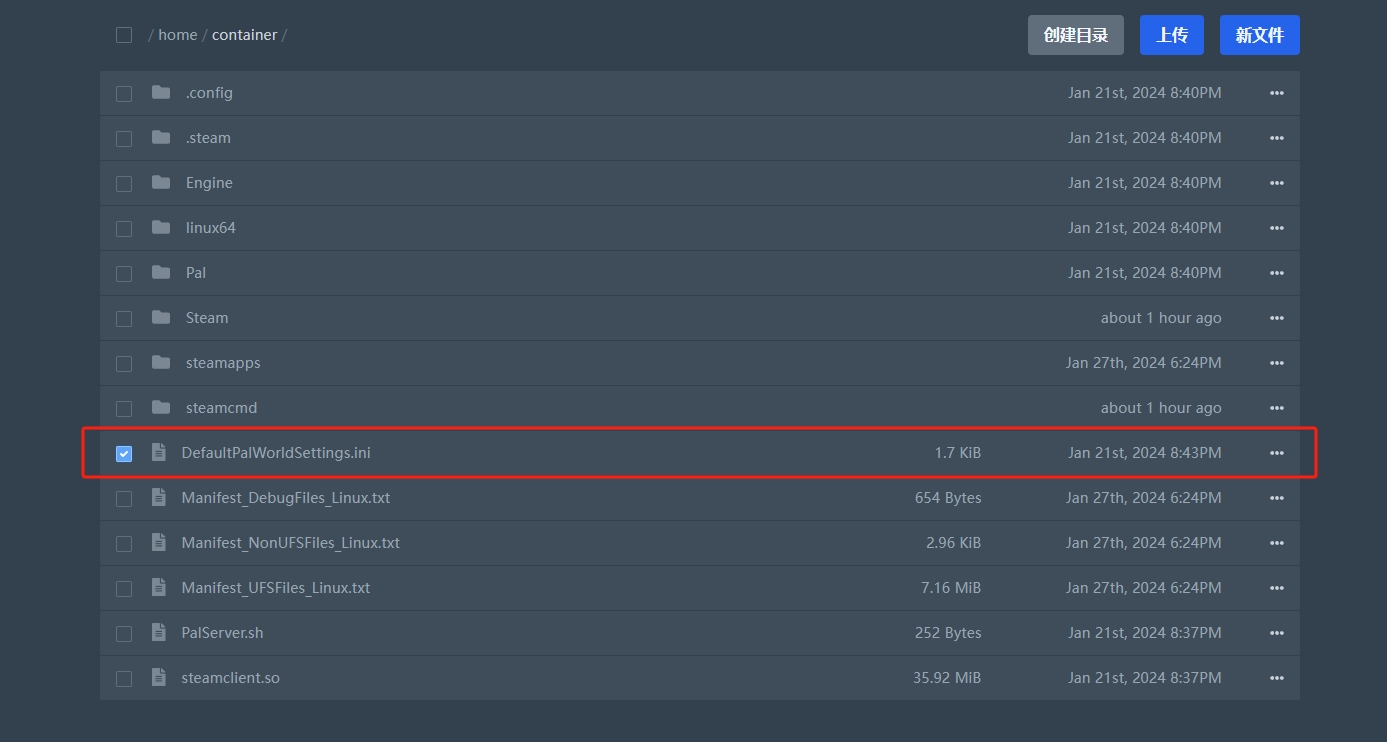 / home / container / 创建目录 上传 新文件
.config Jan 21st, 2024 8:40PM
.steam Jan 21st, 2024 8:40PM
Engine Jan 21st, 2024 8:40PM
linux64 Jan 21st, 2024 8:40PM
Pal Jan 21st, 2024 8:40PM
Steam about 1 hour ago
steamapps Jan 27th, 2024 6:24PM
steamcmd about 1 hour ago
DefaultPalWorldSettings.ini 1.7 KiB Jan 21st, 2024 8:43PM
Manifest_DebugFiles_Linux.txt 654 Bytes Jan 27th, 2024 6:24PM
Manifest_NonUFSFiles_Linux.txt 2.96 KiB Jan 27th, 2024 6:24PM
Manifest_UFSFiles_Linux.txt 7.16 MiB Jan 27th, 2024 6:24PM
PalServer.sh 252 Bytes Jan 21st, 2024 8:37PM
steamclient.so 35.92 MiB Jan 21st, 2024 8:37PM